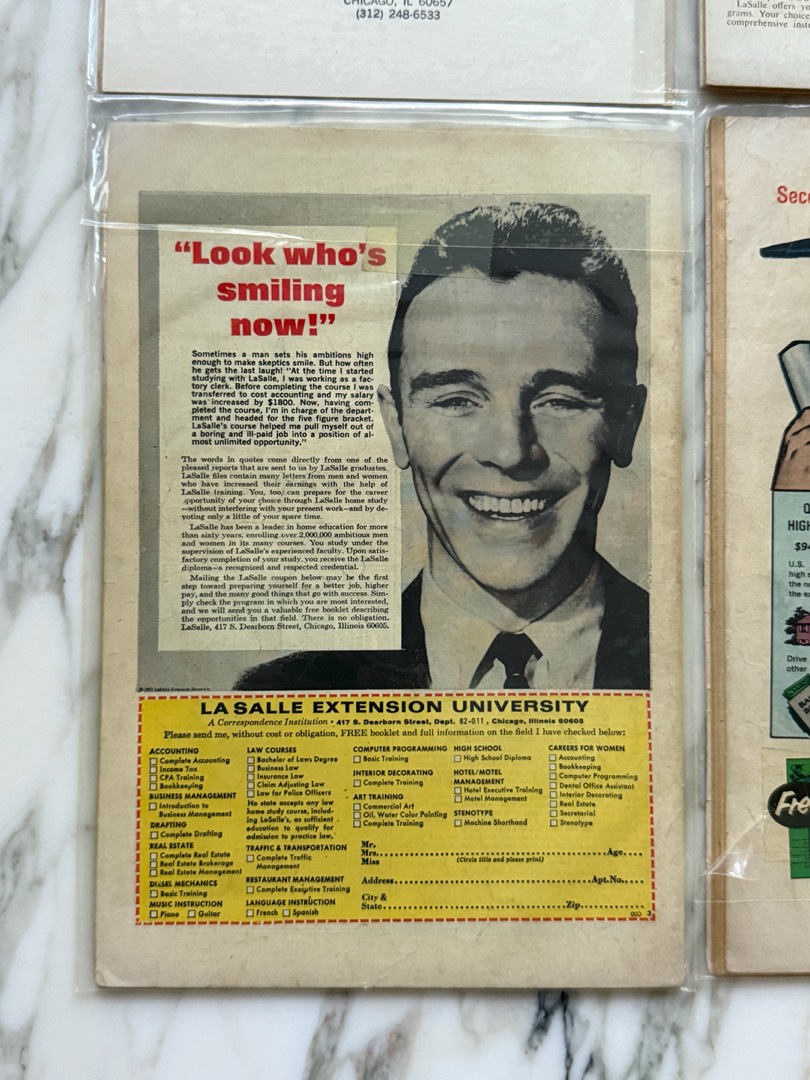 CHICAGO, IL 60657
(312) 248-6533
LaSalle offers yo
grams. Your choice
comprehensive inst
"Look who's
smiling
now!"
Sometimes a man sets his ambitions high
enough to make skeptics smile. But how often
he gets the last laugh! "At the time I started
studying with LaSalle, I was working as a fac-
tory clerk. Before completing the course I was
transferred to cost accounting and my salary
was increased by $1800. Now, having com-
pleted the course, I'm in charge of the depart-
ment and headed for the five figure bracket.
LaSalle's course helped me pull myself out of
a boring and ill-paid job into a position of al-
most unlimited opportunity."
The words in quotes come directly from one of the
pleased reports that are sent to us by LaSalle graduates.
LaSalle files contain many letters from men and women
who have increased their earnings with the help of
LaSalle training. You, too, can prepare for the career
opportunity of your choice through LaSalle home study
—without interfering with your present work—and by de-
voting only a little of your spare time.
LaSalle has been a leader in home education for more
than sixty years, enrolling over 2,000,000 ambitious men
and women in its many courses. You study under the
supervision of LaSalle's experienced faculty. Upon satis-
factory completion of your study, you receive the LaSalle
diploma—a recognized and respected credential.
Mailing the LaSalle coupon below may be the first
step toward preparing yourself for a better job, higher
pay, and the many good things that go with success. Sim-
ply check the program in which you are most interested,
and we will send you a valuable free booklet describing
the opportunities in that field. There is no obligation.
LaSalle, 417 S. Dearborn Street, Chicago, Illinois 60605.
LA SALLE EXTENSION UNIVERSITY
A Correspondence Institution • 417 S. Dearborn Street, Dept. 82-011, Chicago, Illinois 60605
Please send me, without cost or obligation, FREE booklet and full information on the field I have checked below:
ACCOUNTING
Complete Accounting
Income Tax
CPA Training
Bookkeeping
BUSINESS MANAGEMENT
Introduction to
Business Management
DRAFTING
Complete Drafting
REAL ESTATE
Complete Real Estate
Real Estate Brokerage
Real Estate Management
DIESEL MECHANICS
Basic Training
MUSIC INSTRUCTION
Piano Guitar
LAW COURSES
Bachelor of Laws Degree
Business Law
Insurance Law
Claim Adjusting Law
Law for Police Officers
No state accepts any law
home study course, includ-
ing LaSalle's, as sufficient
education to qualify for
admission to practice law.
TRAFFIC & TRANSPORTATION
Complete Traffic
Management
RESTAURANT MANAGEMENT
Complete Executive Training
LANGUAGE INSTRUCTION
French Spanish
COMPUTER PROGRAMMING
Basic Training
INTERIOR DECORATING
Complete Training
ART TRAINING
Commercial Art
Oil, Water Color Painting
Complete Training
HIGH SCHOOL
High School Diploma
HOTEL/MOTEL
MANAGEMENT
Hotel Executive Training
Motel Management
STENOTYPE
Machine Shorthand
CAREERS FOR WOMEN
Accounting
Bookkeeping
Computer Programming
Dental Office Assistant
Interior Decorating
Real Estate
Secretarial
Stenotype
Mr.
Mrs. Age
Miss (Circle title and please print)
Address Apt.No.
City &
State Zip
3
Seco
HIGH
$9
U.S.
high s
the n
the ex
Drive
other
Fre